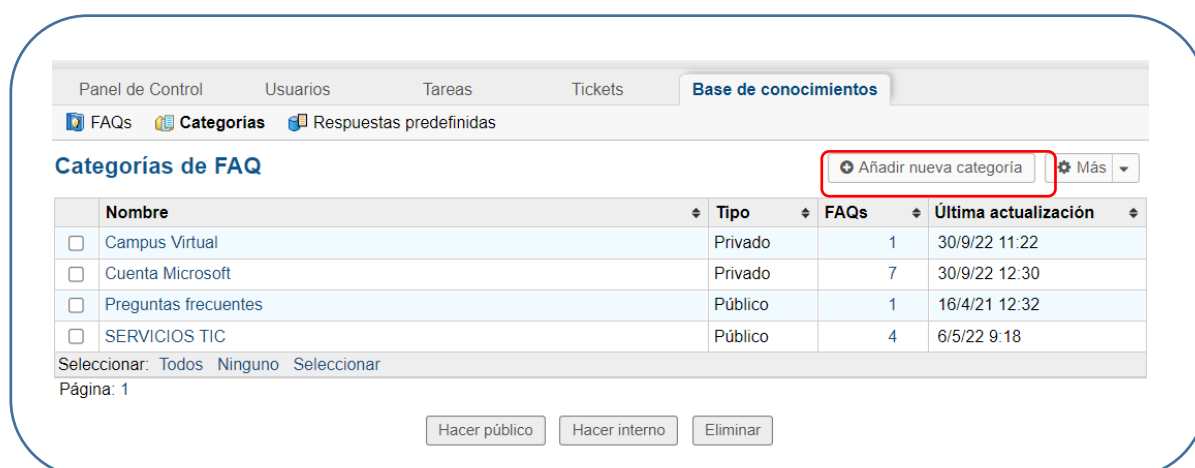 Panel de Control Usuarios Tareas Tickets Base de conocimientos
FAQs Categorías Respuestas predefinidas
Categorías de FAQ Añadir nueva categoría Más
Nombre Tipo FAQs Última actualización
Campus Virtual Privado 1 30/9/22 11:22
Cuenta Microsoft Privado 7 30/9/22 12:30
Preguntas frecuentes Público 1 16/4/21 12:32
SERVICIOS TIC Público 4 6/5/22 9:18
Seleccionar: Todos Ninguno Seleccionar
Página: 1
Hacer público Hacer interno Eliminar